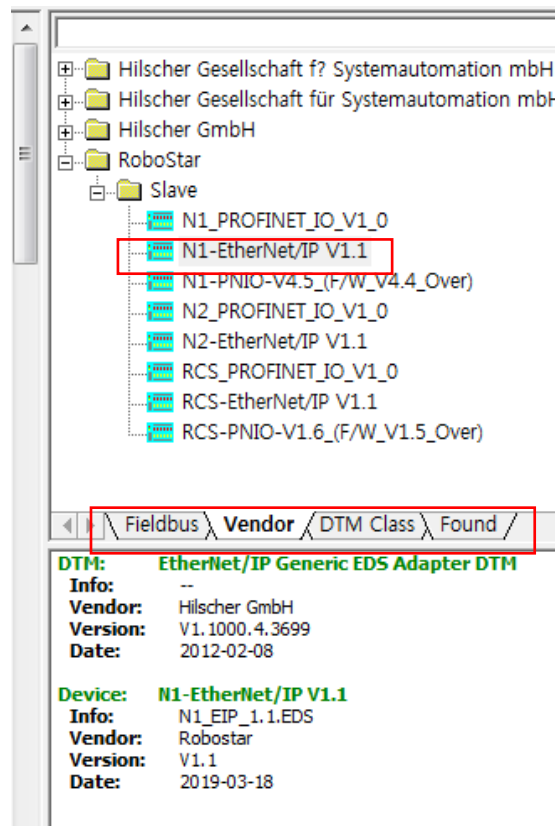 Hilscher Gesellschaft f? Systemautomation mbH
Hilscher Gesellschaft für Systemautomation mbH
Hilscher GmbH
RoboStar
Slave
N1_PROFINET_IO_V1_0
N1-EtherNet/IP V1.1
N1-PNIO-V4.5_(F/W_V4.4_Over)
N2_PROFINET_IO_V1_0
N2-EtherNet/IP V1.1
RCS_PROFINET_IO_V1_0
RCS-EtherNet/IP V1.1
RCS-PNIO-V1.6_(F/W_V1.5_Over)
Fieldbus Vendor DTM Class Found
DTM: EtherNet/IP Generic EDS Adapter DTM
Info: --
Vendor: Hilscher GmbH
Version: V1.1000.4.3699
Date: 2012-02-08
Device: N1-EtherNet/IP V1.1
Info: N1_EIP_1.1.EDS
Vendor: Robostar
Version: V1.1
Date: 2019-03-18